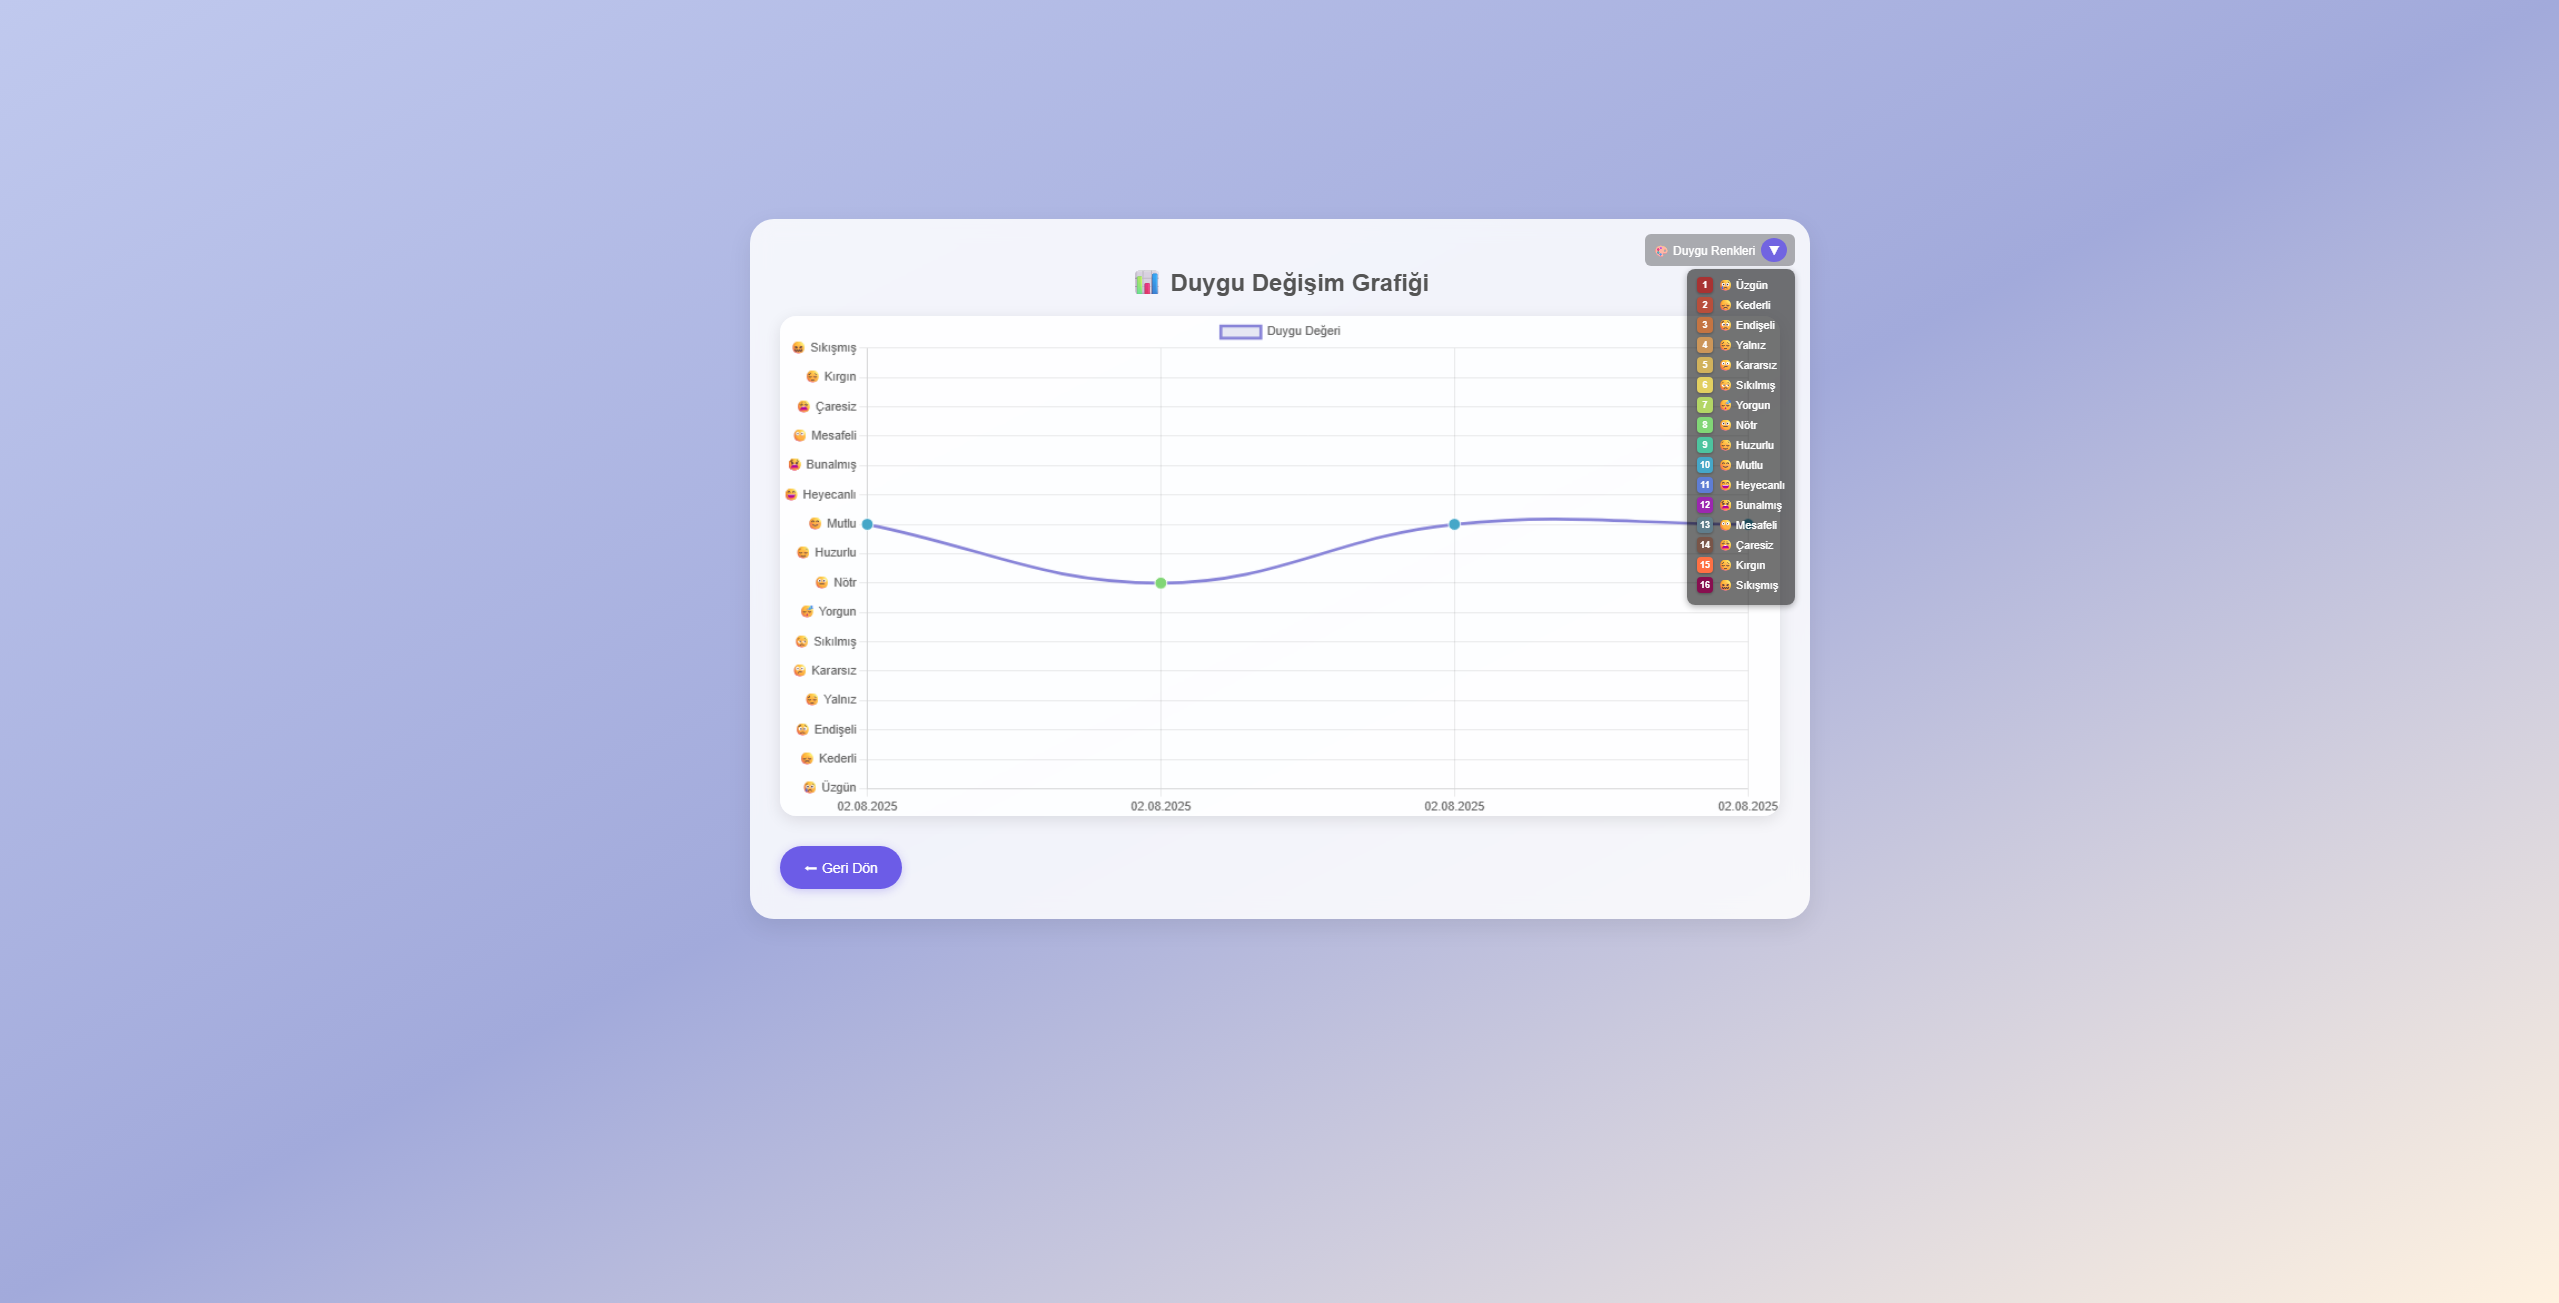 Duygu Renkleri ▼
Duygu Değişim Grafiği
1 Üzgün
2 Kederli
3 Endişeli
4 Yalnız
5 Kararsız
6 Sıkılmış
7 Yorgun
8 Nötr
9 Huzurlu
10 Mutlu
11 Heyecanlı
12 Bunalmış
13 Mesafeli
14 Çaresiz
15 Kırgın
16 Sıkışmış
Duygu Değeri
Sıkışmış
Kırgın
Çaresiz
Mesafeli
Bunalmış
Heyecanlı
Mutlu
Huzurlu
Nötr
Yorgun
Sıkılmış
Kararsız
Yalnız
Endişeli
Kederli
Üzgün
02.08.2025 02.08.2025 02.08.2025 02.08.2025
← Geri Dön